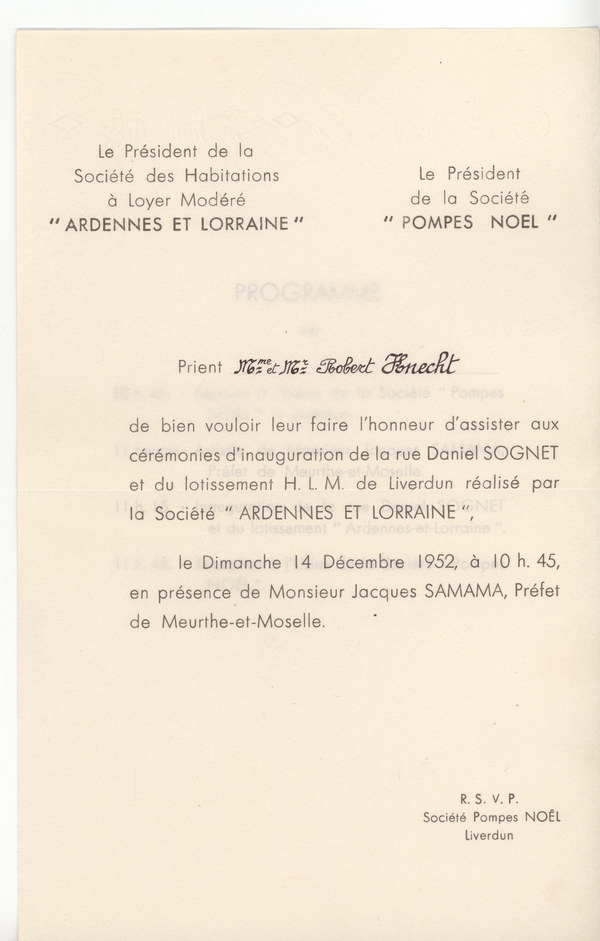 Le Président de la
Société des Habitations
à Loyer Modéré
" ARDENNES ET LORRAINE "
Le Président
de la Société
" POMPES NOEL "
PROGRAMME
Prient Mme et Mr Robert Knecht
de bien vouloir leur faire l'honneur d'assister aux
cérémonies d'inauguration de la rue Daniel SOGNET
et du lotissement H. L. M. de Liverdun réalisé par
la Société " ARDENNES ET LORRAINE ",
le Dimanche 14 Décembre 1952, à 10 h. 45,
en présence de Monsieur Jacques SAMAMA, Préfet
de Meurthe-et-Moselle.
R. S. V. P.
Société Pompes NOËL
Liverdun